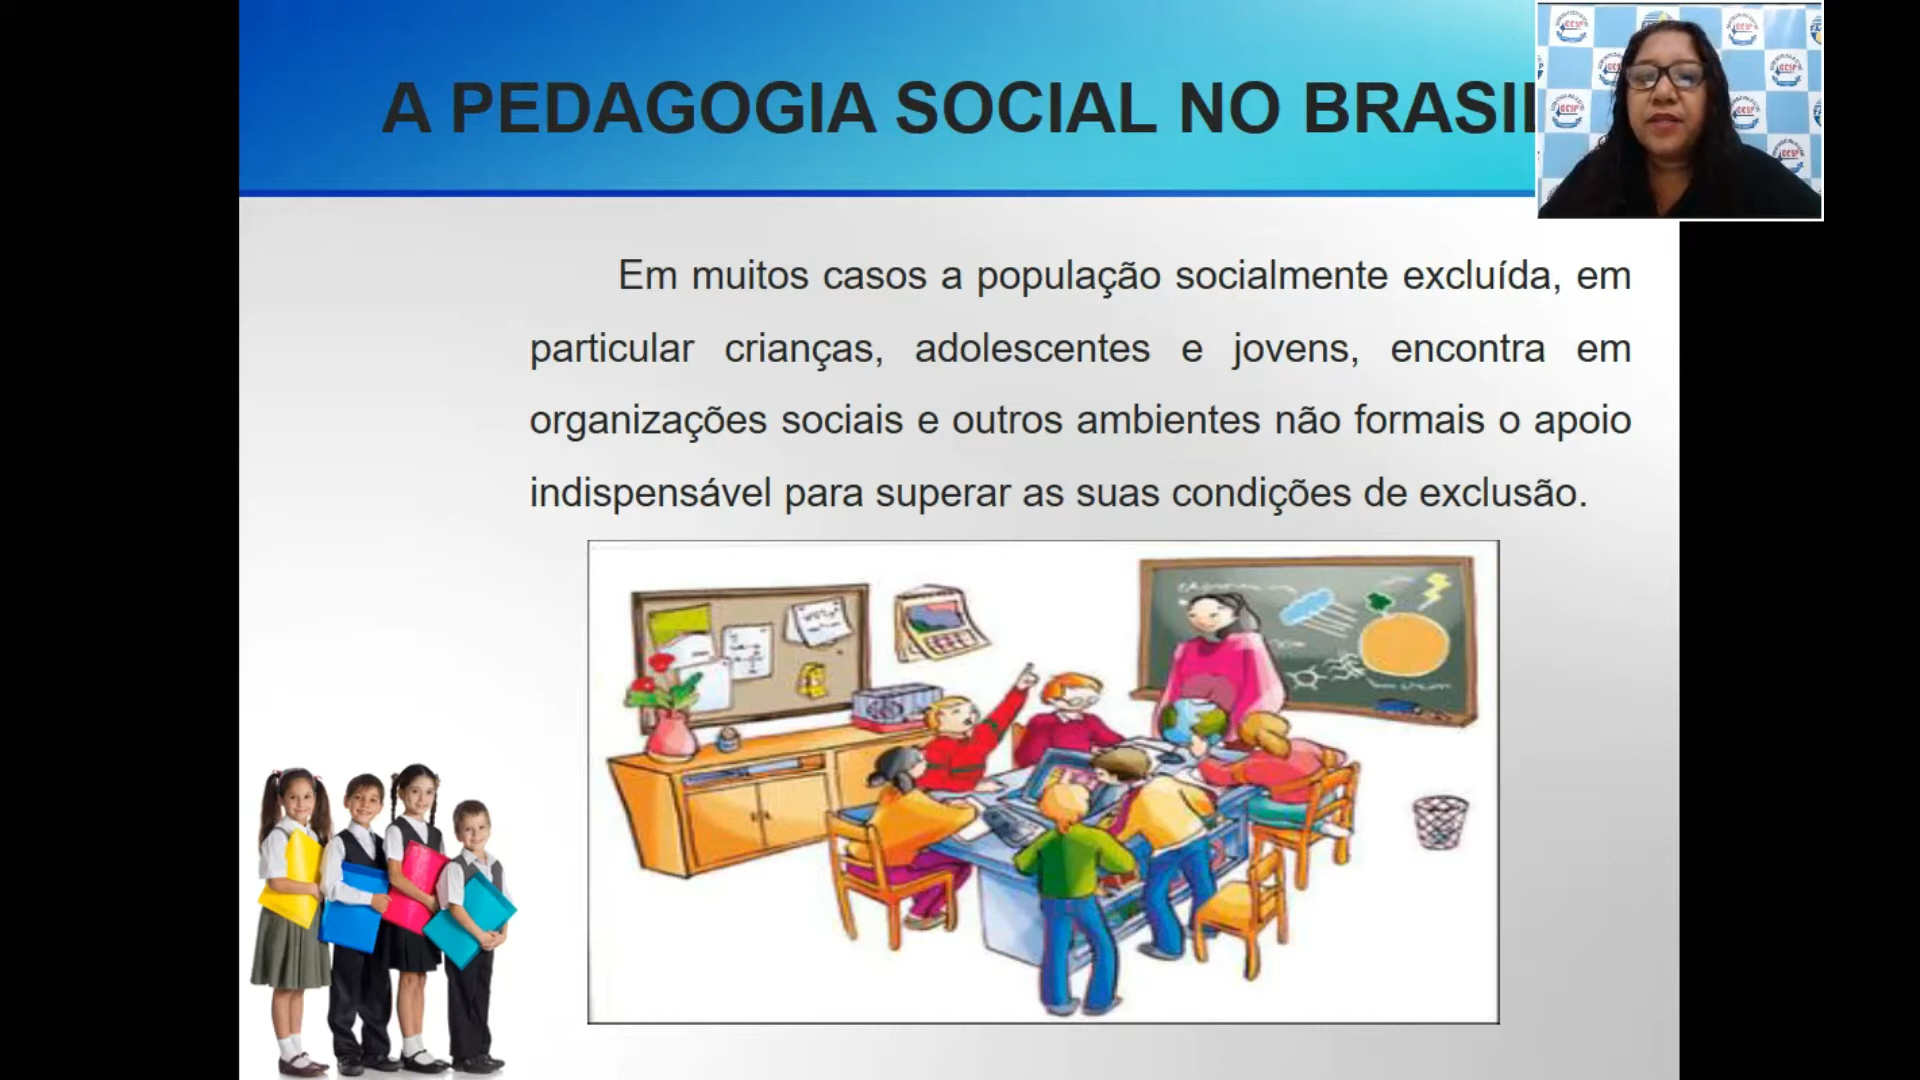 A PEDAGOGIA SOCIAL NO BRASIL
Em muitos casos a população socialmente excluída, em
particular crianças, adolescentes e jovens, encontra em
organizações sociais e outros ambientes não formais o apoio
indispensável para superar as suas condições de exclusão.